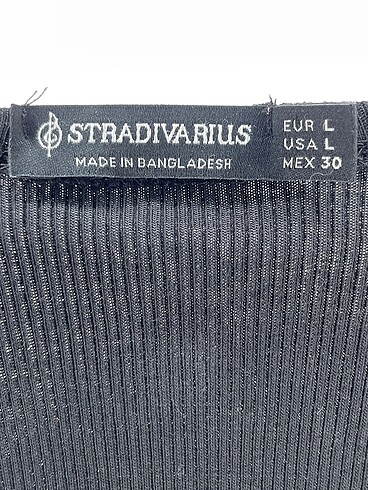 STRADIVARIUS
MADE IN BANGLADESH
EUR L
USA L
MEX 30